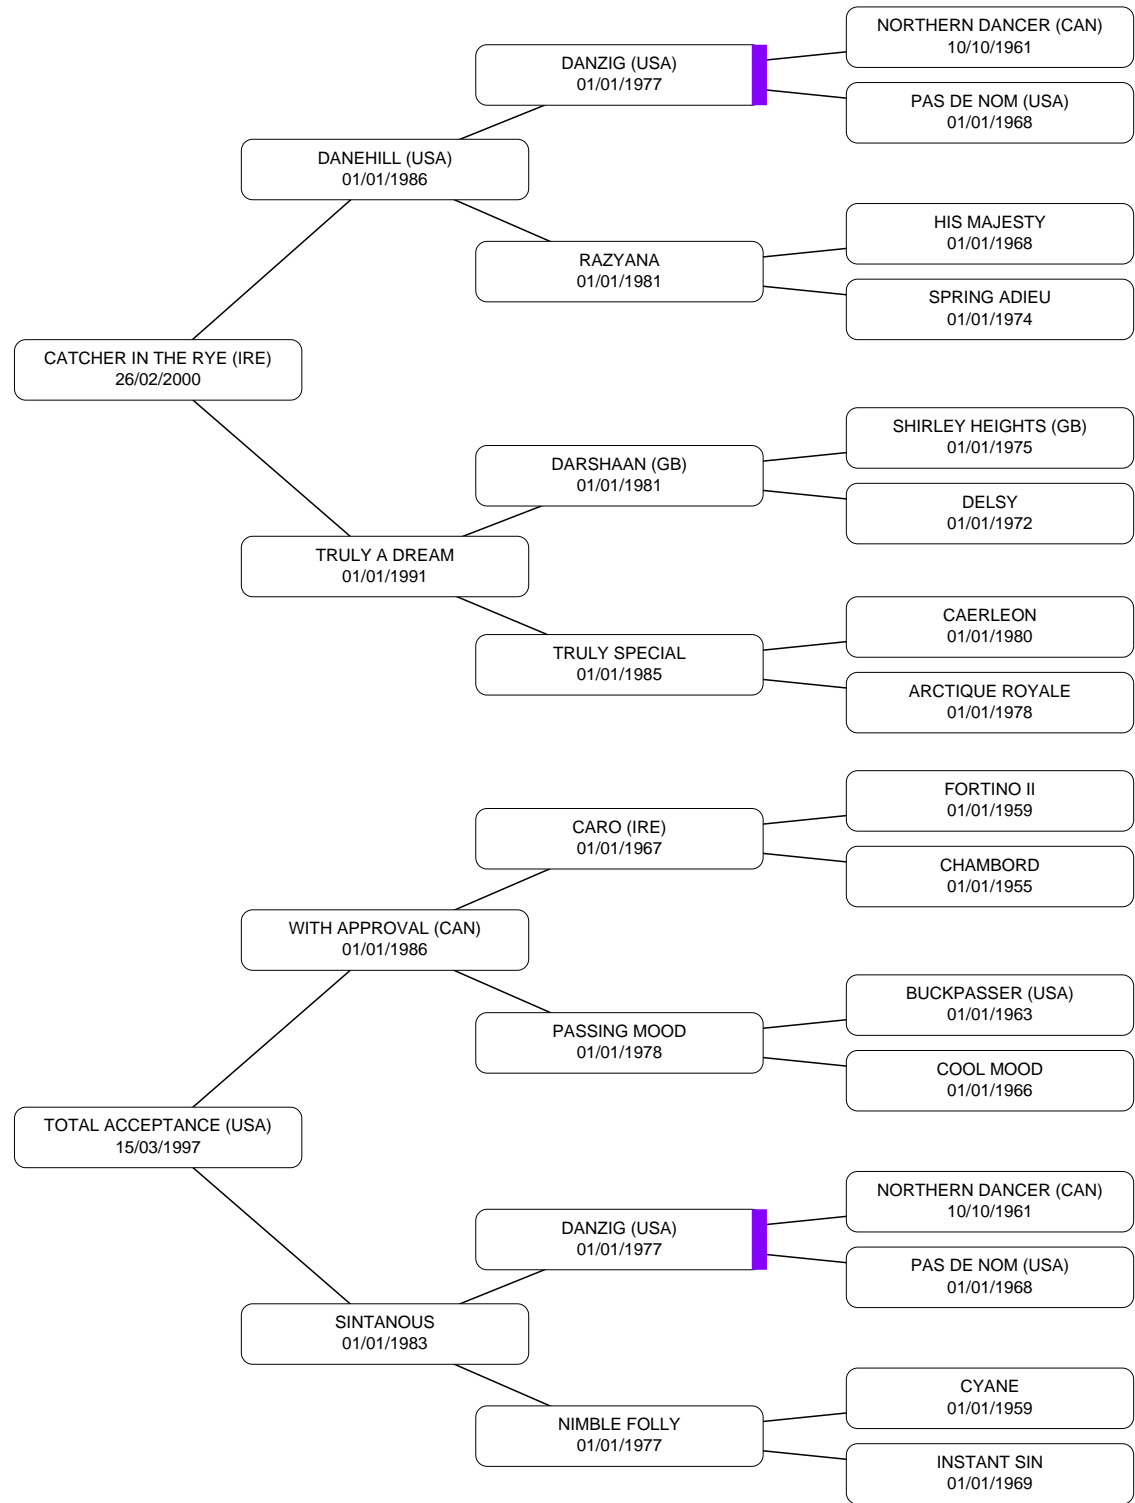 NORTHERN DANCER (CAN)
10/10/1961
DANZIG (USA)
01/01/1977
PAS DE NOM (USA)
01/01/1968
DANEHILL (USA)
01/01/1986
HIS MAJESTY
01/01/1968
RAZYANA
01/01/1981
SPRING ADIEU
01/01/1974
CATCHER IN THE RYE (IRE)
26/02/2000
SHIRLEY HEIGHTS (GB)
01/01/1975
DARSHAAN (GB)
01/01/1981
DELSY
01/01/1972
TRULY A DREAM
01/01/1991
CAERLEON
01/01/1980
TRULY SPECIAL
01/01/1985
ARCTIQUE ROYALE
01/01/1978
FORTINO II
01/01/1959
CARO (IRE)
01/01/1967
CHAMBORD
01/01/1955
WITH APPROVAL (CAN)
01/01/1986
BUCKPASSER (USA)
01/01/1963
PASSING MOOD
01/01/1978
COOL MOOD
01/01/1966
TOTAL ACCEPTANCE (USA)
15/03/1997
NORTHERN DANCER (CAN)
10/10/1961
DANZIG (USA)
01/01/1977
PAS DE NOM (USA)
01/01/1968
SINTANOUS
01/01/1983
CYANE
01/01/1959
NIMBLE FOLLY
01/01/1977
INSTANT SIN
01/01/1969